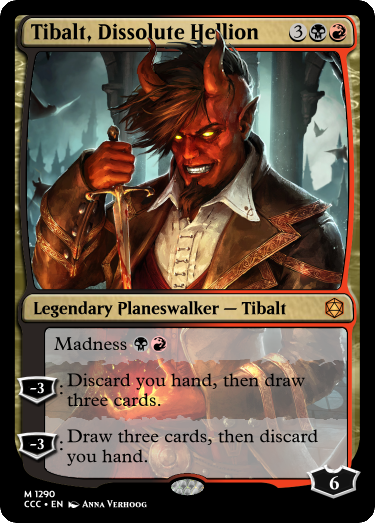 Tibalt, Dissolute Hellion 3
Legendary Planeswalker — Tibalt
Madness
-3: Discard you hand, then draw
three cards.
-3: Draw three cards, then discard
you hand.
6
M 1290
CCC • EN Anna Verhoog